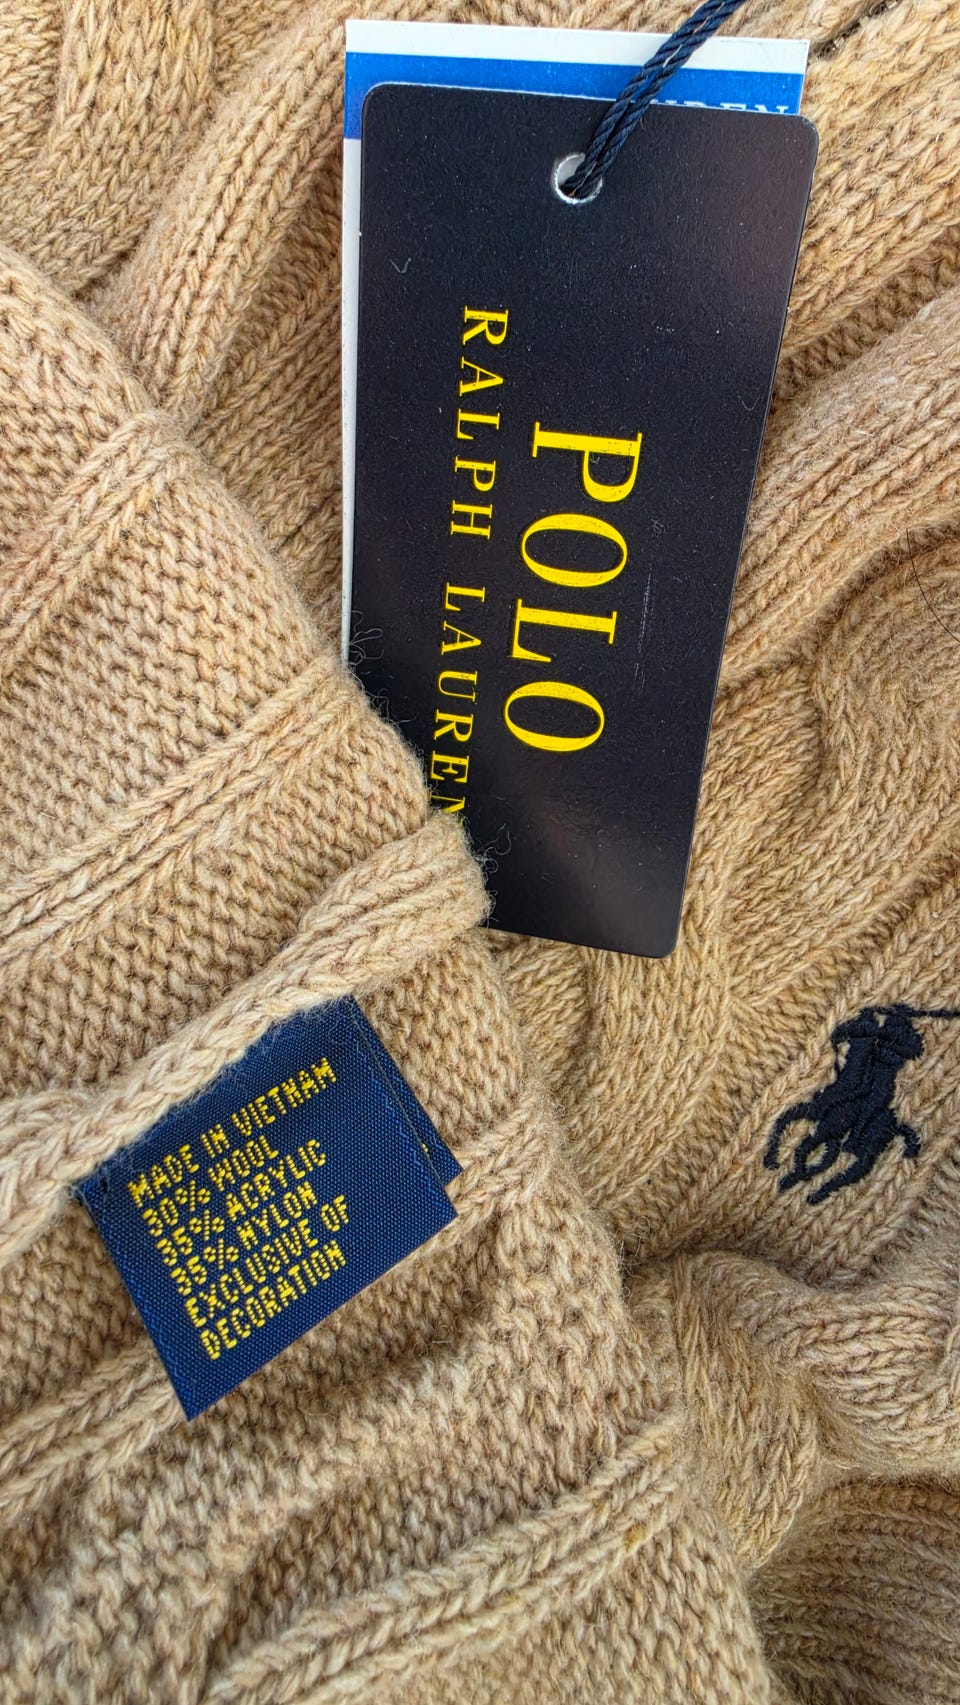 POLO
RALPH LAUREN
MADE IN VIETNAM
30% WOOL
35% ACRYLIC
35% NYLON
EXCLUSIVE OF
DECORATION